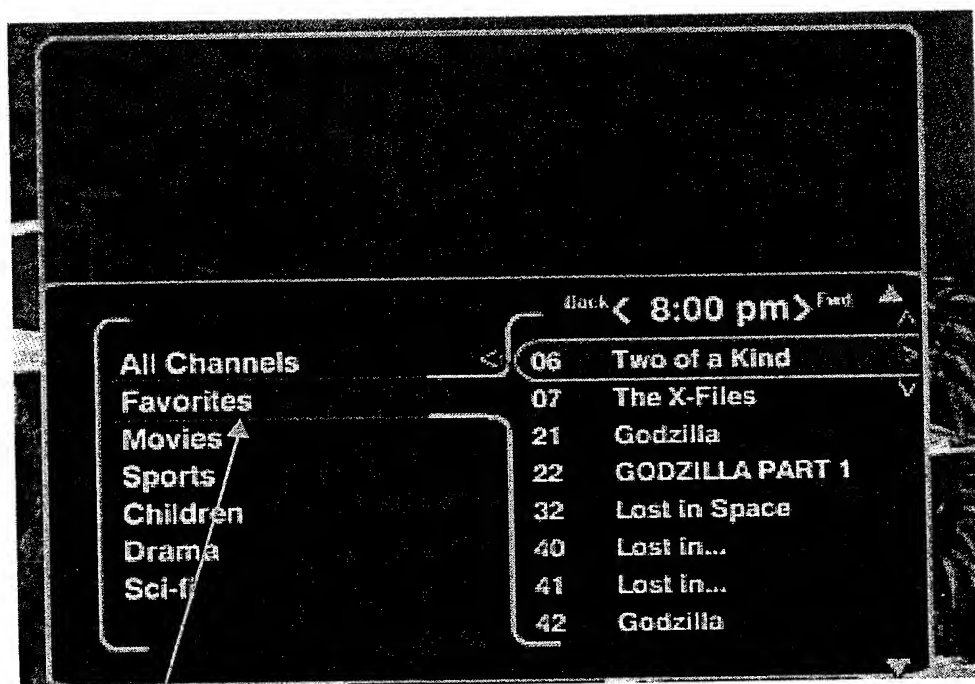 Back < 8:00 pm > Fwd
All Channels
Favorites
Movies
Sports
Children
Drama
Sci-fi
<
06 Two of a Kind >
07 The X-Files
21 Godzilla
22 GODZILLA PART 1
32 Lost in Space
40 Lost in...
41 Lost in...
42 Godzilla